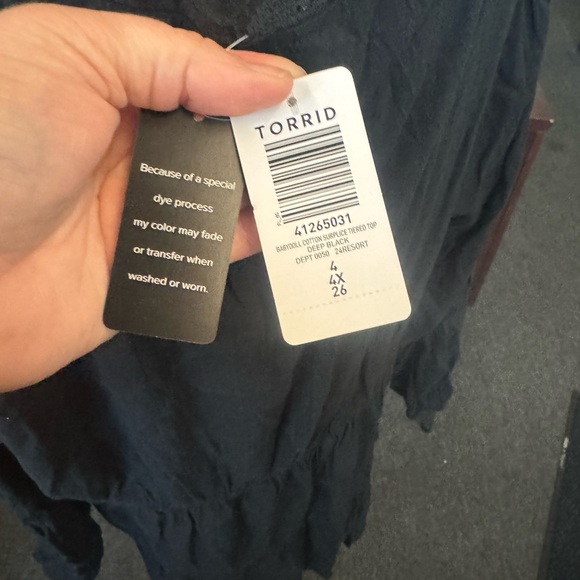 Because of a special
dye process
my color may fade
or transfer when
washed or worn.
TORRID
41265031
BABYDOLL COTTON SURPLICE TIERED TOP
DEEP BLACK
DEPT 0050 24RESORT
4
4X
26